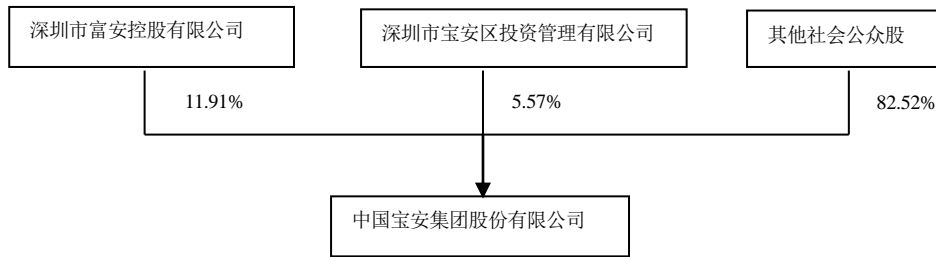 深圳市富安控股有限公司
深圳市宝安区投资管理有限公司
其他社会公众股
11.91%
5.57%
82.52%
中国宝安集团股份有限公司